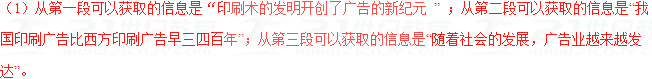 （1）从第一段可以获取的信息是“印刷术的发明开创了广告的新纪元 ”；从第二段可以获取的信息是“我
国印刷广告比西方印刷广告早三四百年”；从第三段可以获取的信息是“随着社会的发展，广告业越来越发
达”。